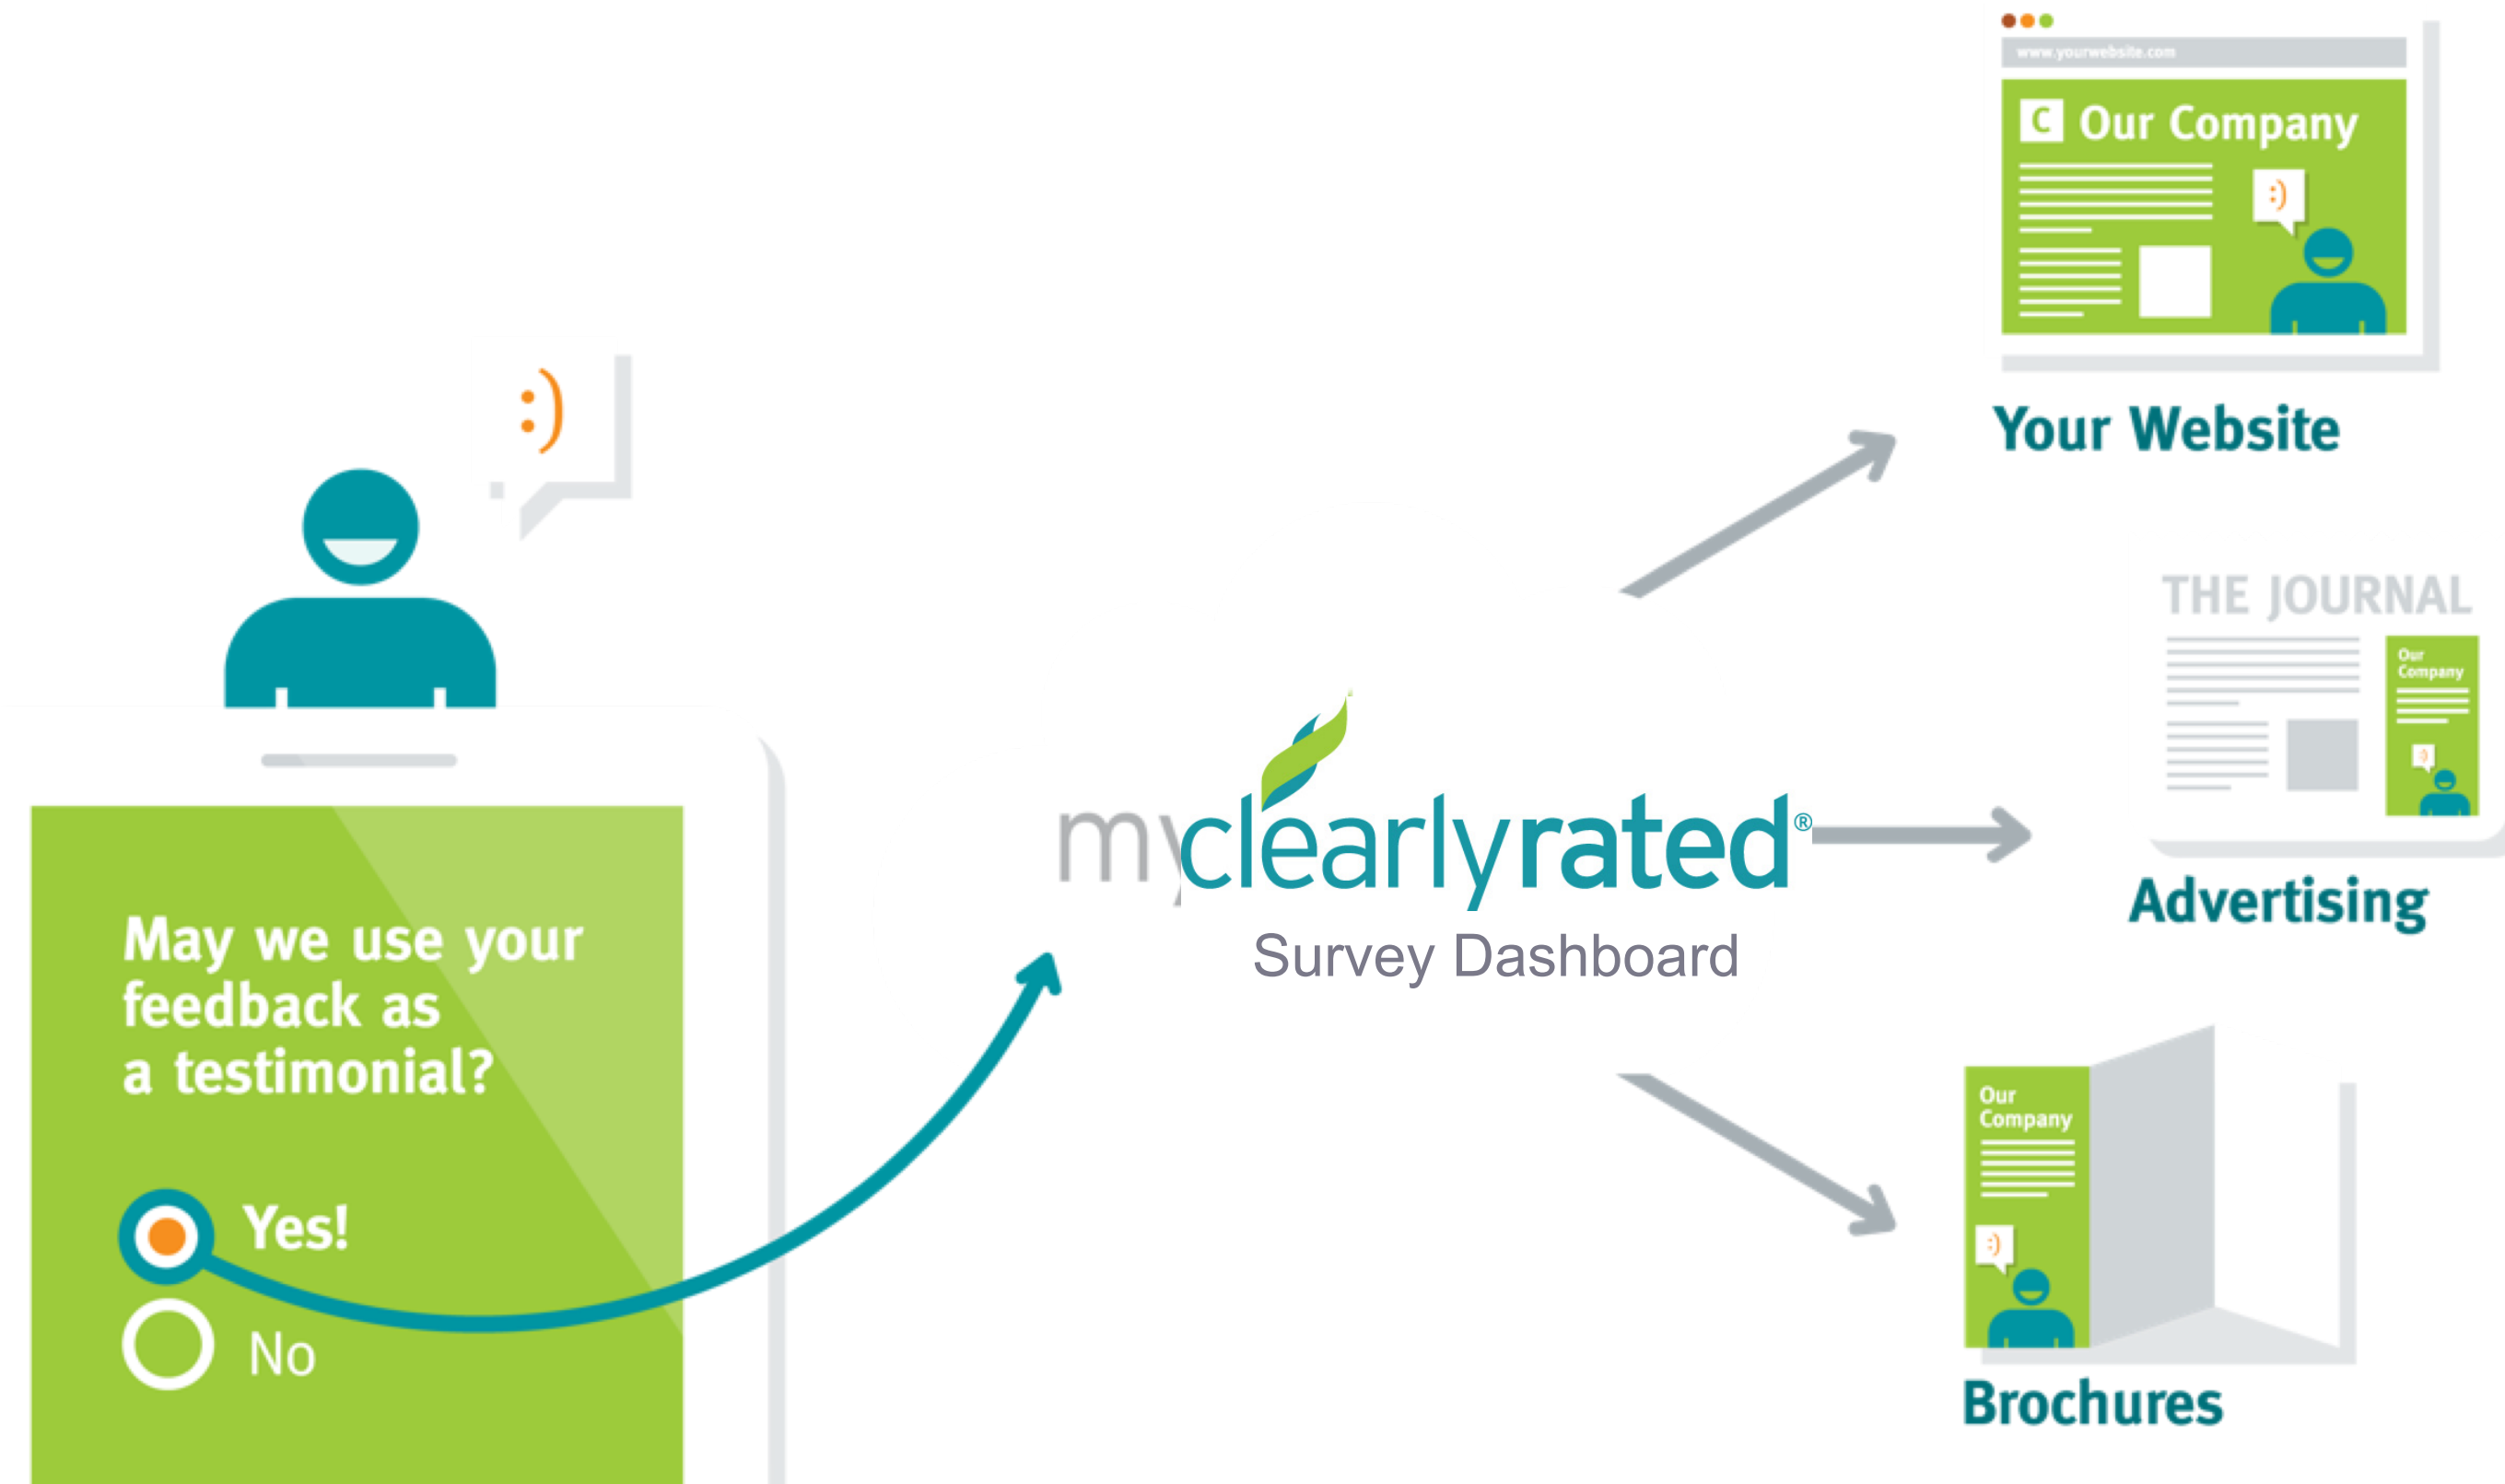 :)
May we use your
feedback as
a testimonial?
Yes!
No
myclearlyrated®
Survey Dashboard
www.yourwebsite.com
C Our Company
:)
Your Website
THE JOURNAL
Our
Company
:)
Advertising
Our
Company
:)
Brochures